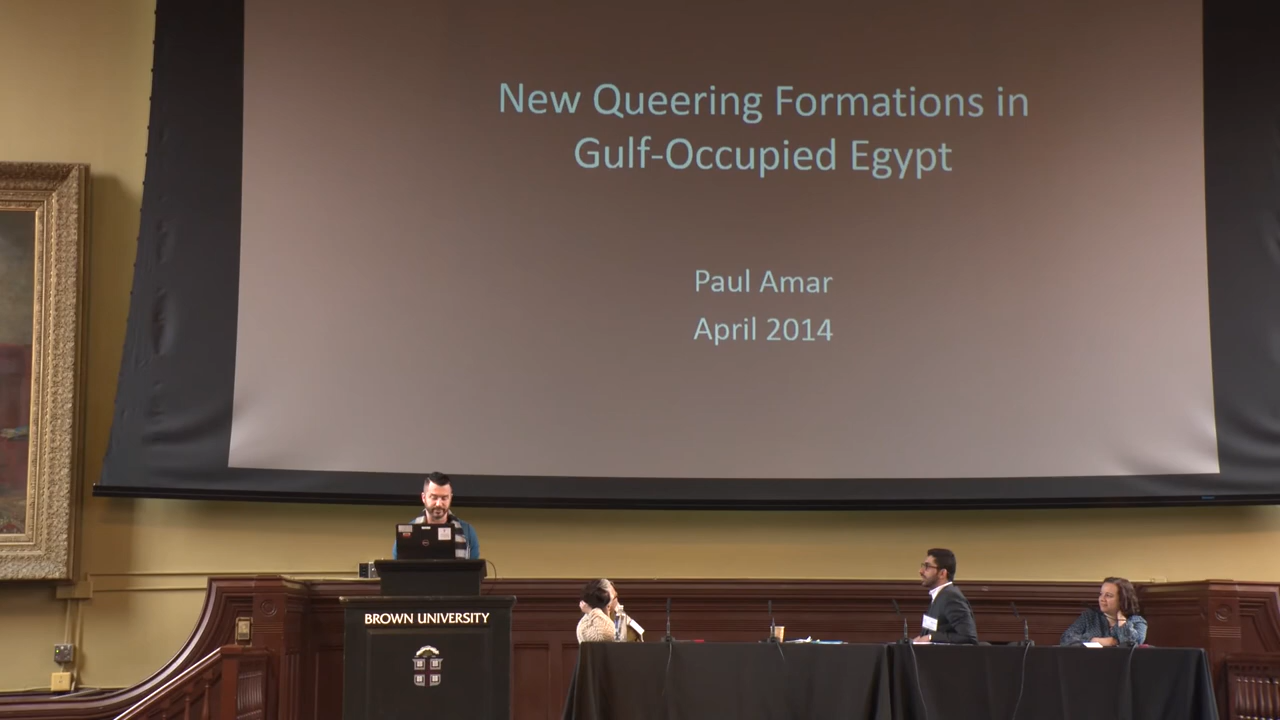 New Queering Formations in
Gulf-Occupied Egypt
Paul Amar
April 2014
BROWN UNIVERSITY